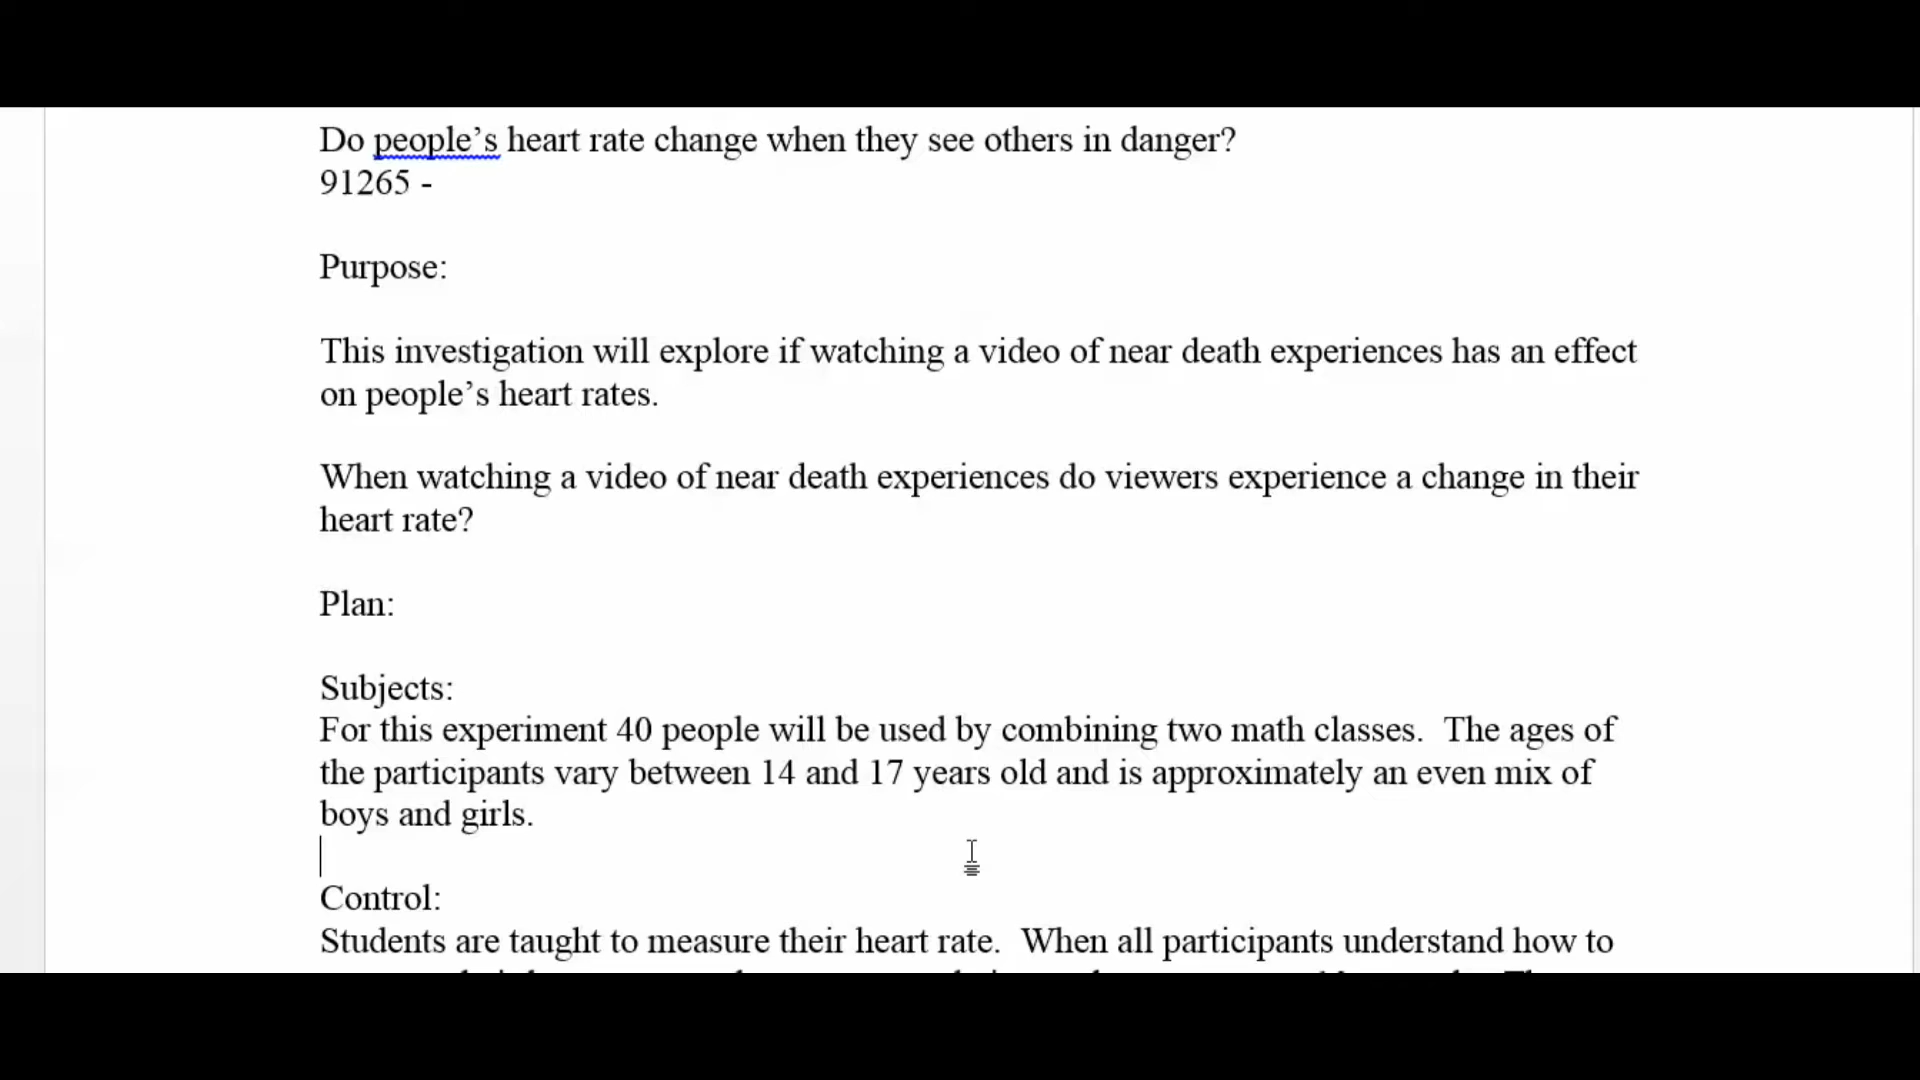 Do people’s heart rate change when they see others in danger?
91265 -
Purpose:
This investigation will explore if watching a video of near death experiences has an effect
on people’s heart rates.
When watching a video of near death experiences do viewers experience a change in their
heart rate?
Plan:
Subjects:
For this experiment 40 people will be used by combining two math classes.  The ages of
the participants vary between 14 and 17 years old and is approximately an even mix of
boys and girls.
Control:
Students are taught to measure their heart rate.  When all participants understand how to